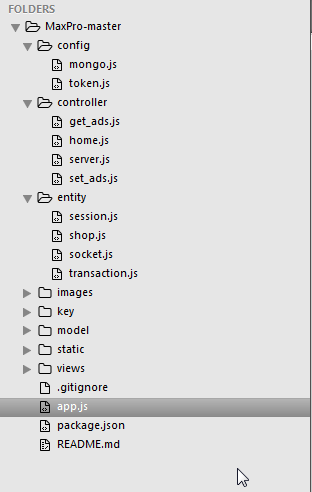 FOLDERS
MaxPro-master
config
mongo.js
token.js
controller
get_ads.js
home.js
server.js
set_ads.js
entity
session.js
shop.js
socket.js
transaction.js
images
key
model
static
views
.gitignore
app.js
package.json
README.md